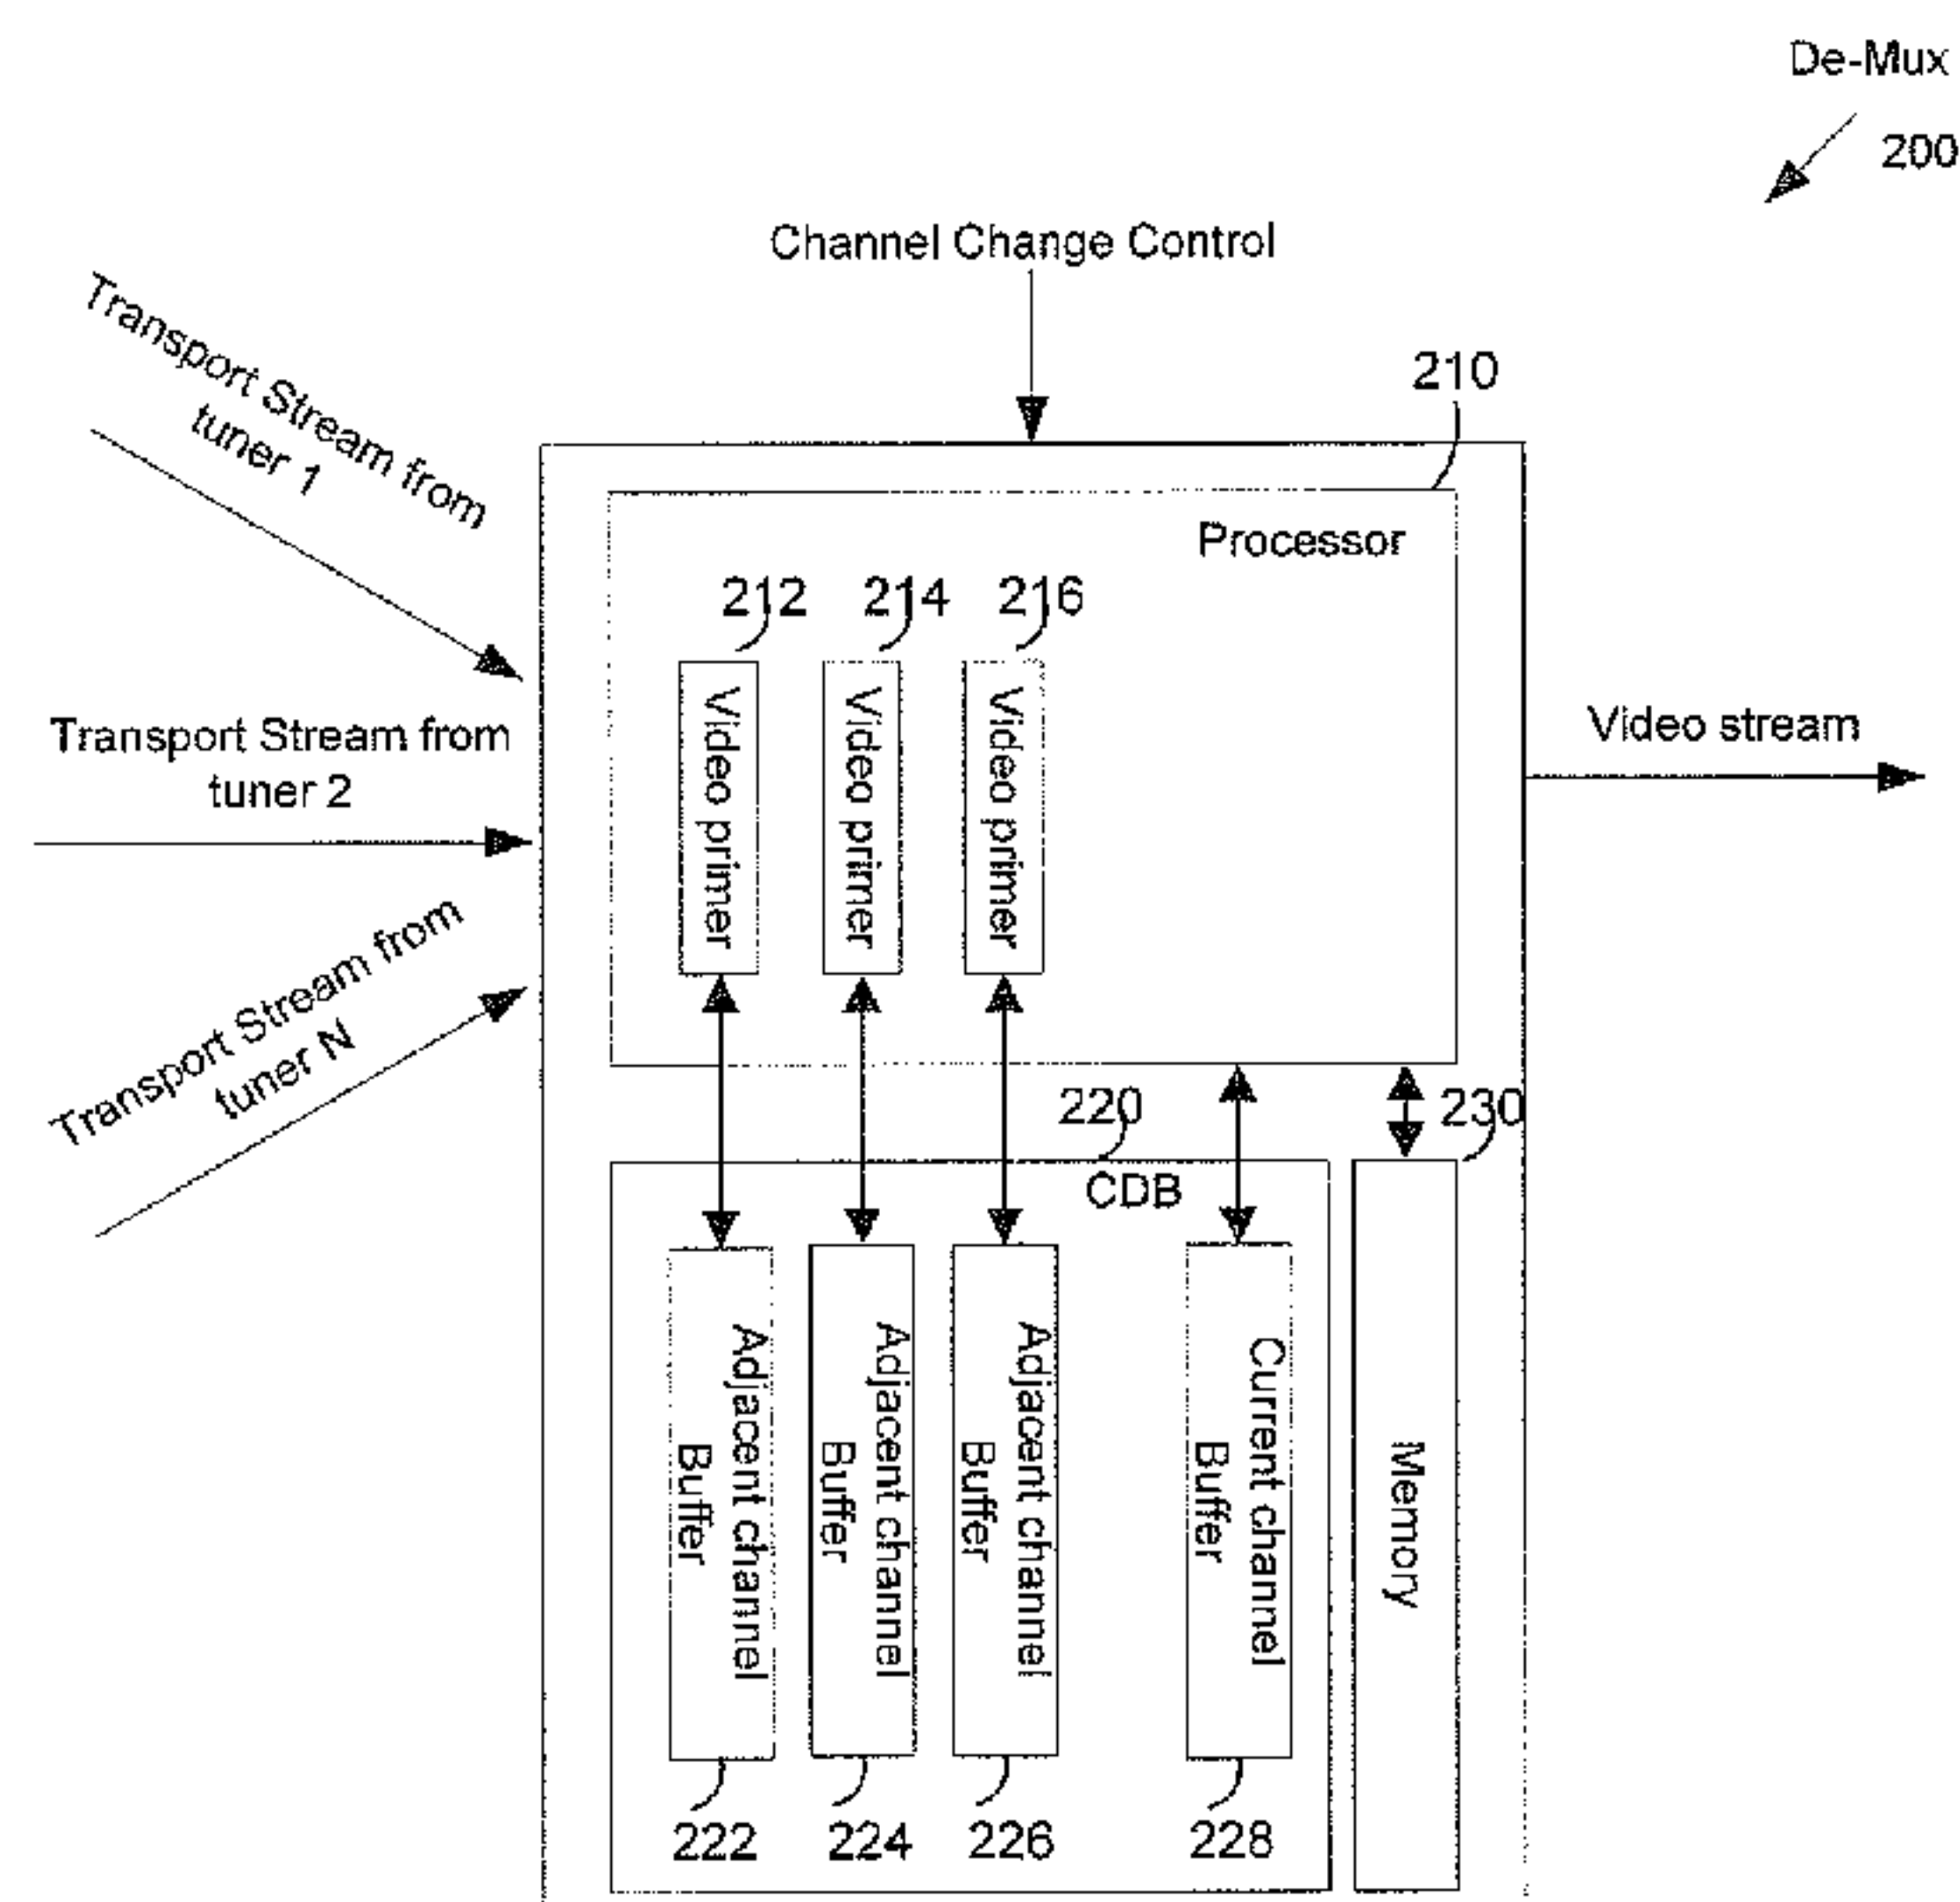 De-Mux
200
Channel Change Control
Transport Stream from
tuner 1
210
Processor
212
214
216
Video primer
Video primer
Video primer
Transport Stream from
tuner 2
Video stream
Transport Stream from
tuner N
220
230
CDB
Adjacent channel
Buffer
Adjacent channel
Buffer
Adjacent channel
Buffer
Current channel
Buffer
Memory
222
224
226
228